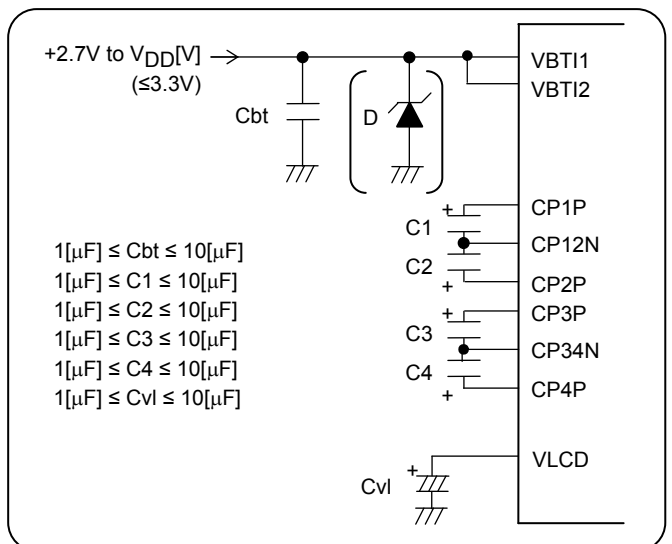 +2.7V to VDD[V]
(≤3.3V)
Cbt
D
VBTI1
VBTI2
CP1P
C1
CP12N
C2
CP2P
CP3P
C3
CP34N
C4
CP4P
VLCD
Cvl
+
+
+
+
+
1[μF] ≤ Cbt ≤ 10[μF]
1[μF] ≤ C1 ≤ 10[μF]
1[μF] ≤ C2 ≤ 10[μF]
1[μF] ≤ C3 ≤ 10[μF]
1[μF] ≤ C4 ≤ 10[μF]
1[μF] ≤ Cvl ≤ 10[μF]